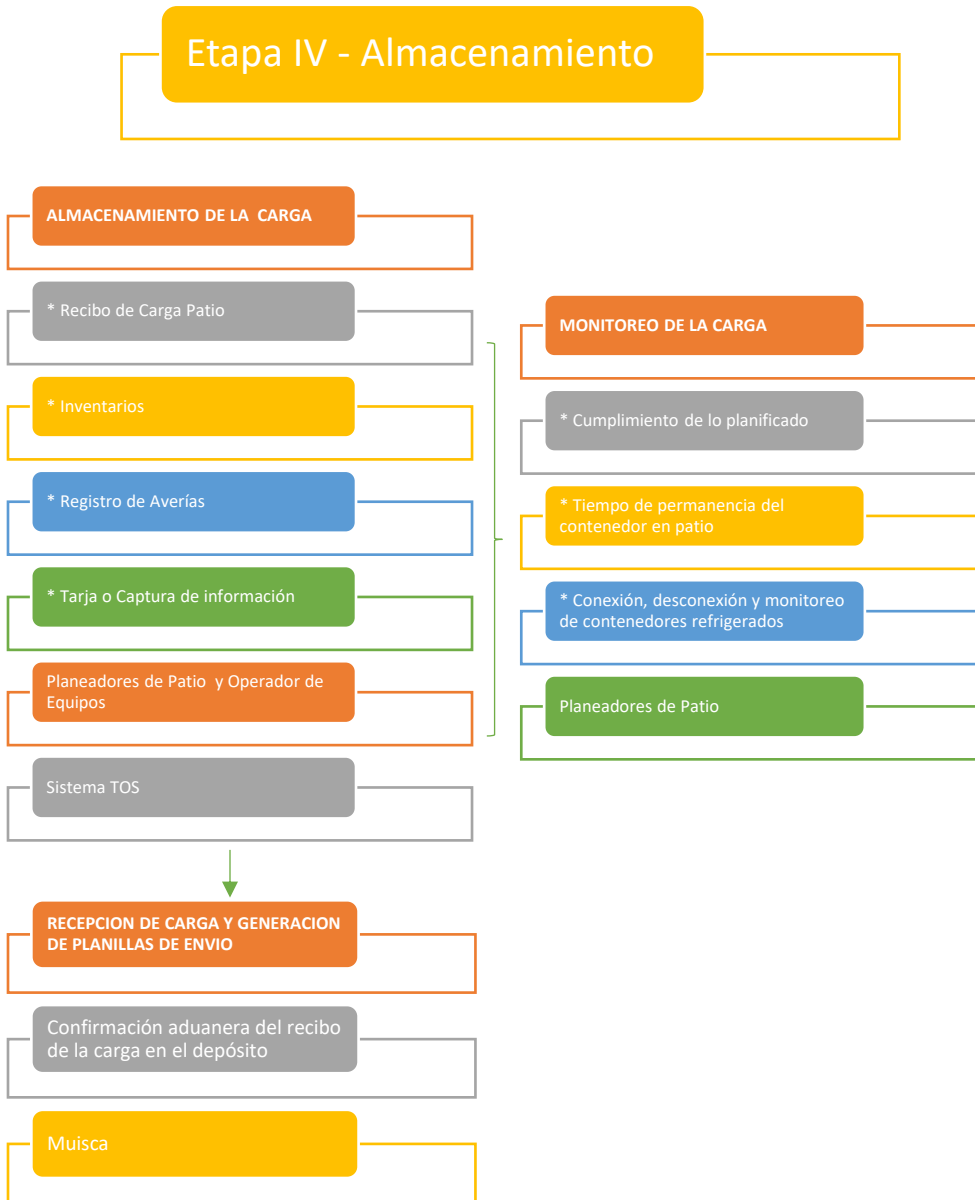 Etapa IV - Almacenamiento
ALMACENAMIENTO DE LA CARGA
* Recibo de Carga Patio
* Inventarios
* Registro de Averías
* Tarja o Captura de información
Planeadores de Patio y Operador de
Equipos
Sistema TOS
MONITOREO DE LA CARGA
* Cumplimiento de lo planificado
* Tiempo de permanencia del
contenedor en patio
* Conexión, desconexión y monitoreo
de contenedores refrigerados
Planeadores de Patio
RECEPCION DE CARGA Y GENERACION
DE PLANILLAS DE ENVIO
Confirmación aduanera del recibo
de la carga en el depósito
Muisca